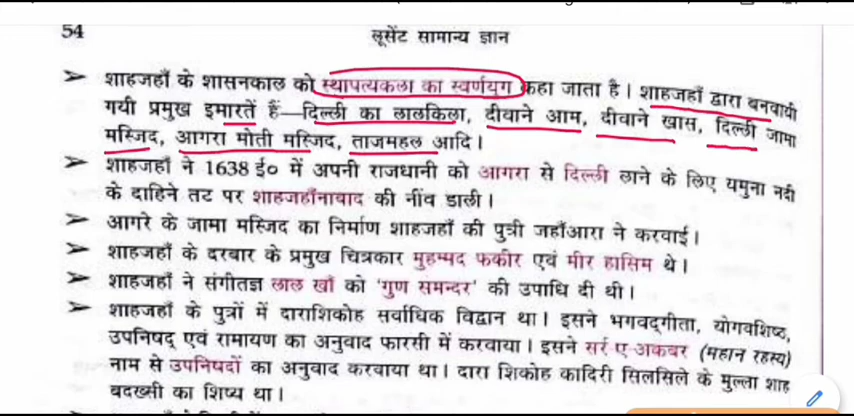 54
लूसेंट सामान्य ज्ञान
➤ शाहजहाँ के शासनकाल को स्थापत्यकला का स्वर्णयुग कहा जाता है। शाहजहाँ द्वारा बनवायी
गयी प्रमुख इमारतें हैं—दिल्ली का लालकिला, दीवाने आम, दीवाने खास, दिल्ली जामा
मस्जिद, आगरा मोती मस्जिद, ताजमहल आदि।
➤ शाहजहाँ ने 1638 ई० में अपनी राजधानी को आगरा से दिल्ली लाने के लिए यमुना नदी
के दाहिने तट पर शाहजहाँनाबाद की नींव डाली।
➤ आगरे के जामा मस्जिद का निर्माण शाहजहाँ की पुत्री जहाँआरा ने करवाई।
➤ शाहजहाँ के दरबार के प्रमुख चित्रकार मुहम्मद फकीर एवं मीर हासिम थे।
➤ शाहजहाँ ने संगीतज्ञ लाल खाँ को 'गुण समन्दर' की उपाधि दी थी।
➤ शाहजहाँ के पुत्रों में दाराशिकोह सर्वाधिक विद्वान था। इसने भगवद्गीता, योगवशिष्ठ,
उपनिषद् एवं रामायण का अनुवाद फारसी में करवाया। इसने सर्र-ए-अकबर (महान रहस्य)
नाम से उपनिषदों का अनुवाद करवाया था। दारा शिकोह कादिरी सिलसिले के मुल्ला शाह
बदख्सी का शिष्य था।